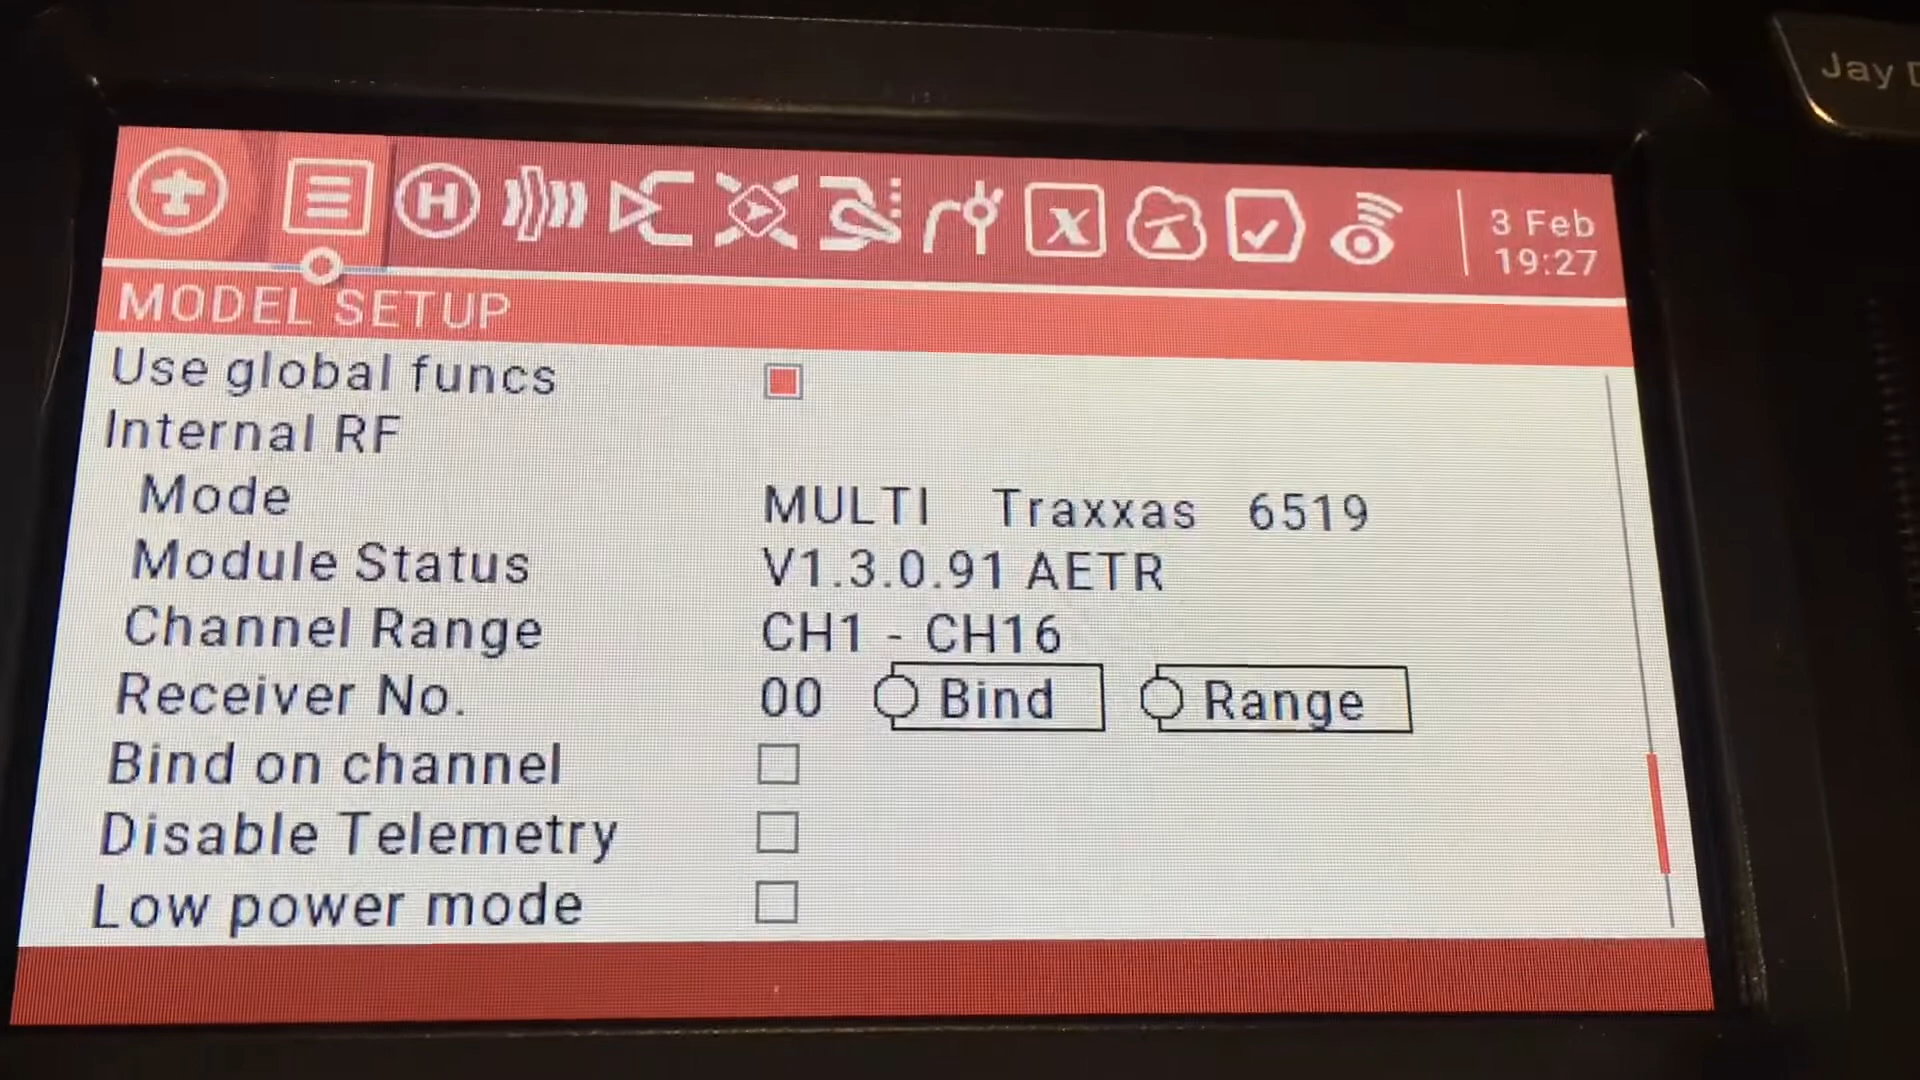 Jay
3 Feb
19:27
MODEL SETUP
Use global funcs
Internal RF
Mode MULTI Traxxas 6519
Module Status V1.3.0.91 AETR
Channel Range CH1 - CH16
Receiver No. 00 Bind Range
Bind on channel
Disable Telemetry
Low power mode